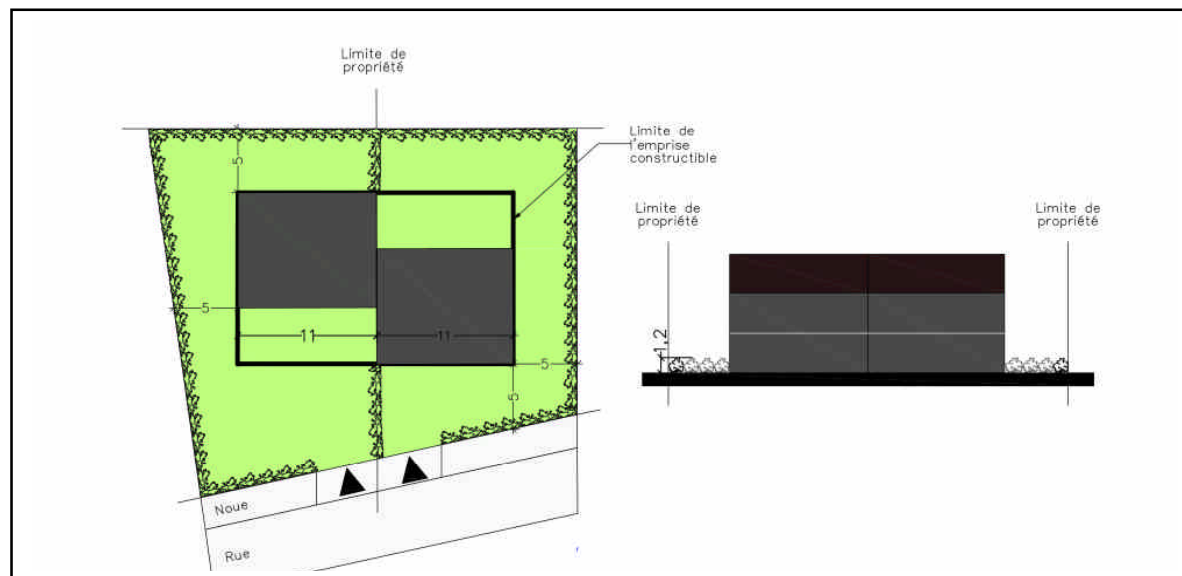 Limite de
propriété
Limite de
l'emprise
constructible
5
5
11
11
5
5
Noue
Rue
Limite de
propriété
Limite de
propriété
1,2